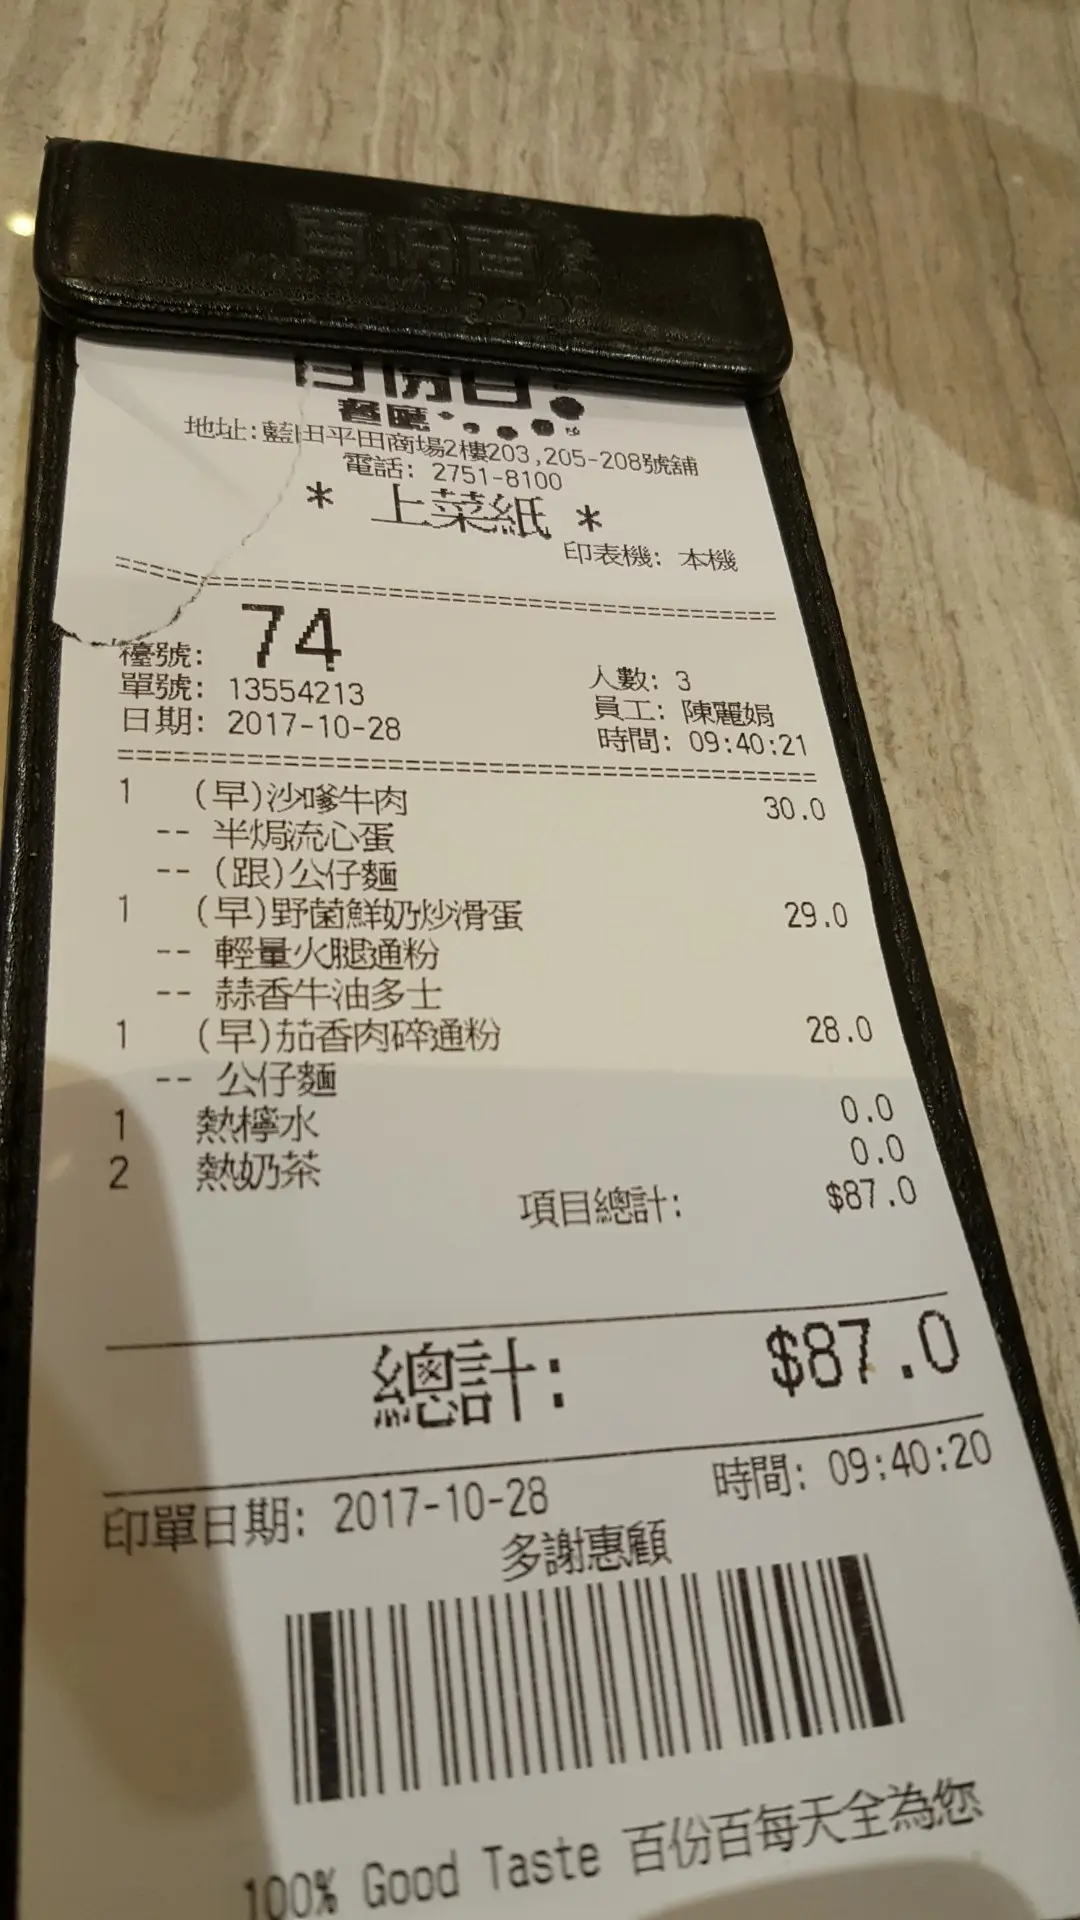 百份百
百份百
餐廳
地址:藍田平田商場2樓203,205-208號舖
電話: 2751-8100
* 上菜紙 *
印表機: 本機
檯號: 74
人數: 3
單號: 13554213
員工: 陳麗娟
日期: 2017-10-28
時間: 09:40:21
1 (早)沙嗲牛肉 30.0
-- 半焗流心蛋
-- (跟)公仔麵
1 (早)野菌鮮奶炒滑蛋 29.0
-- 輕量火腿通粉
-- 蒜香牛油多士
1 (早)茄香肉碎通粉 28.0
-- 公仔麵
1 熱檸水 0.0
2 熱奶茶 0.0
項目總計: $87.0
總計: $87.0
印單日期: 2017-10-28 時間: 09:40:20
多謝惠顧
100% Good Taste 百份百每天全為您